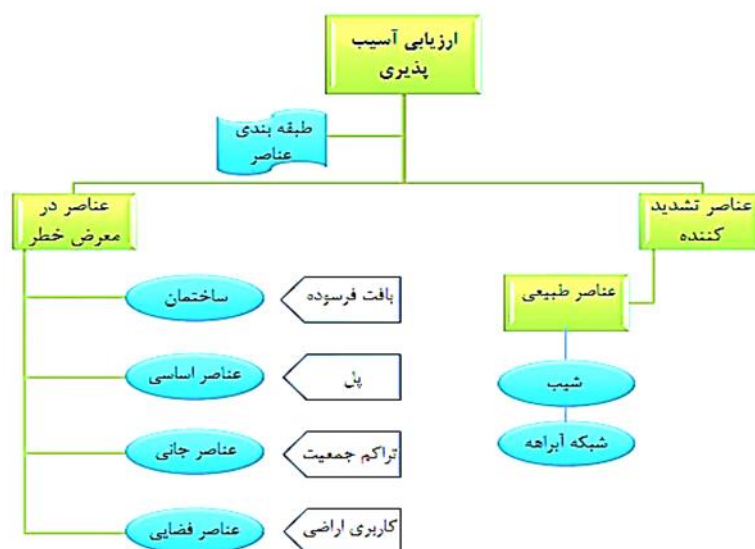 ارزیابی آسیب
پذیری
طبقه بندی
عناصر
عناصر تشدید
کننده
عناصر در
معرض خطر
عناصر طبیعی
شیب
شبکه آبراهه
بافت فرسوده
ساختمان
پل
عناصر اساسی
تراکم جمعیت
عناصر جانی
کاربری اراضی
عناصر فضایی